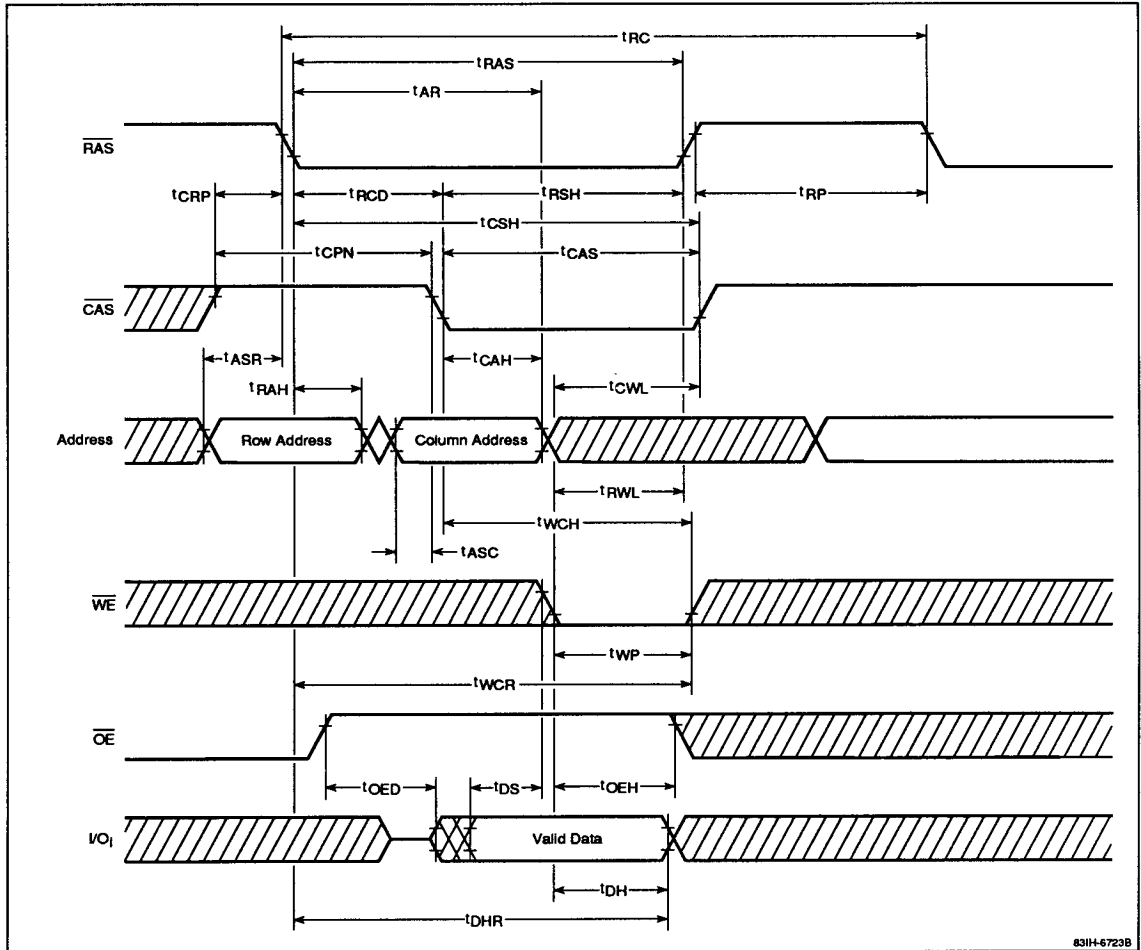 tRC
tRAS
tAR
RAS
tCRP
tRCD
tRSH
tRP
tCSH
tCPN
tCAS
CAS
tASR
tCAH
tRAH
tCWL
Address
Row Address
Column Address
tRWL
tWCH
tASC
WE
tWP
tWCR
OE
tOED
tDS
tOEH
I/Oi
Valid Data
tDH
tDHR
83IH-6723B